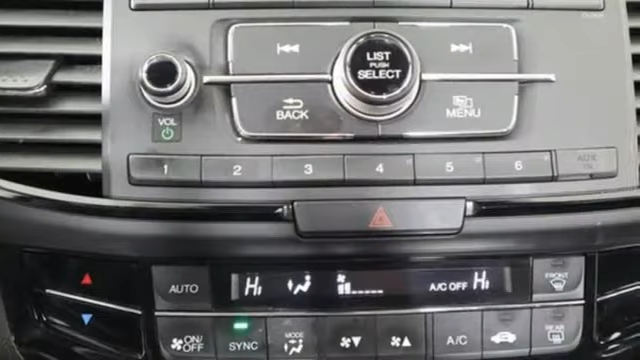 LIST
PUSH
SELECT
BACK
MENU
VOL
1 2 3 4 5 6
AUTO
Hi
A/C OFF Hi
FRONT
ON/
OFF
SYNC
MODE
A/C
REAR